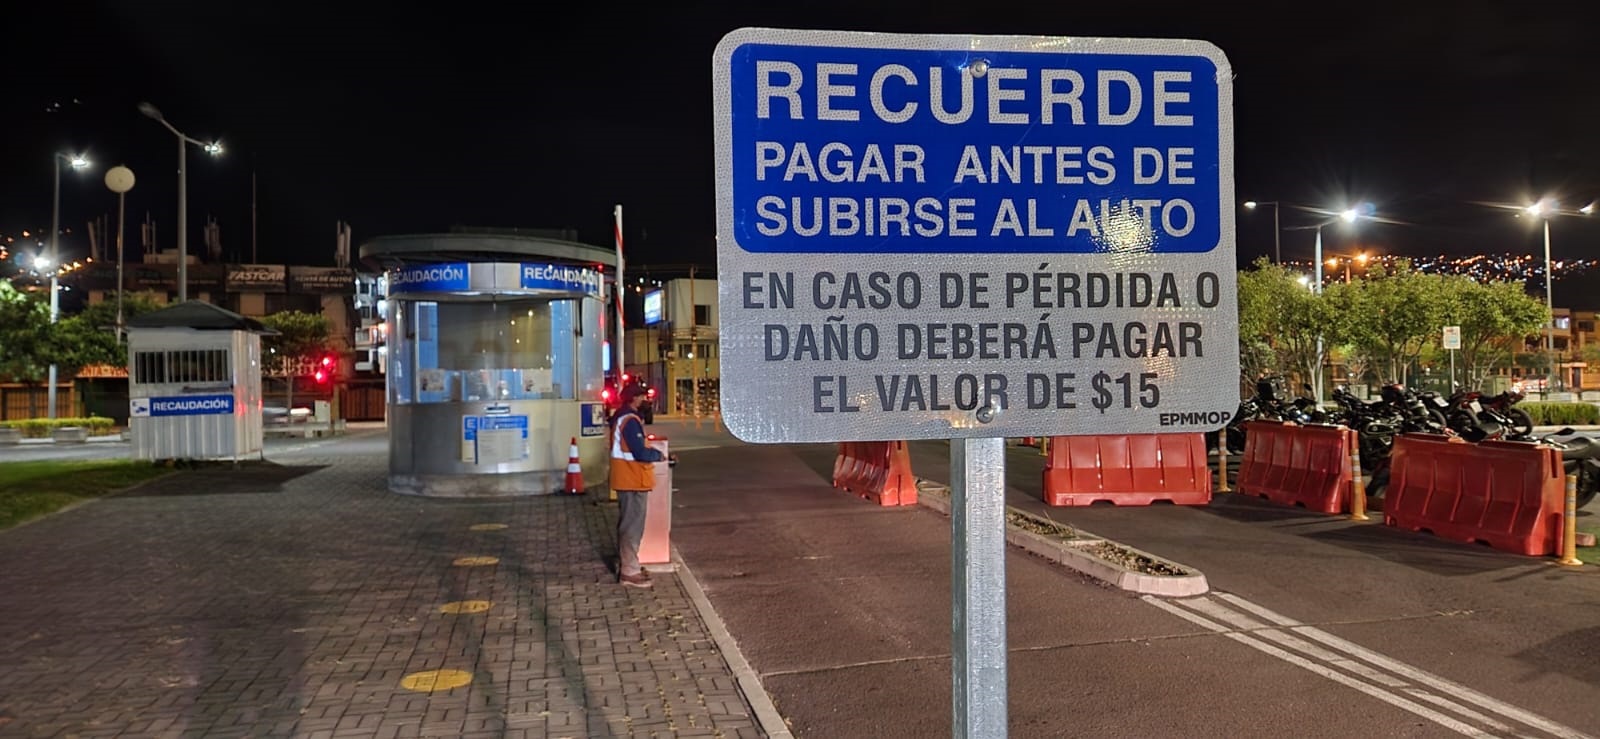 RECUERDE
PAGAR ANTES DE
SUBIRSE AL AUTO
EN CASO DE PÉRDIDA O
DAÑO DEBERÁ PAGAR
EL VALOR DE $15
EPMMOP
RECAUDACIÓN
RECAUDACIÓN
RECAUDACIÓN
FASTCAR